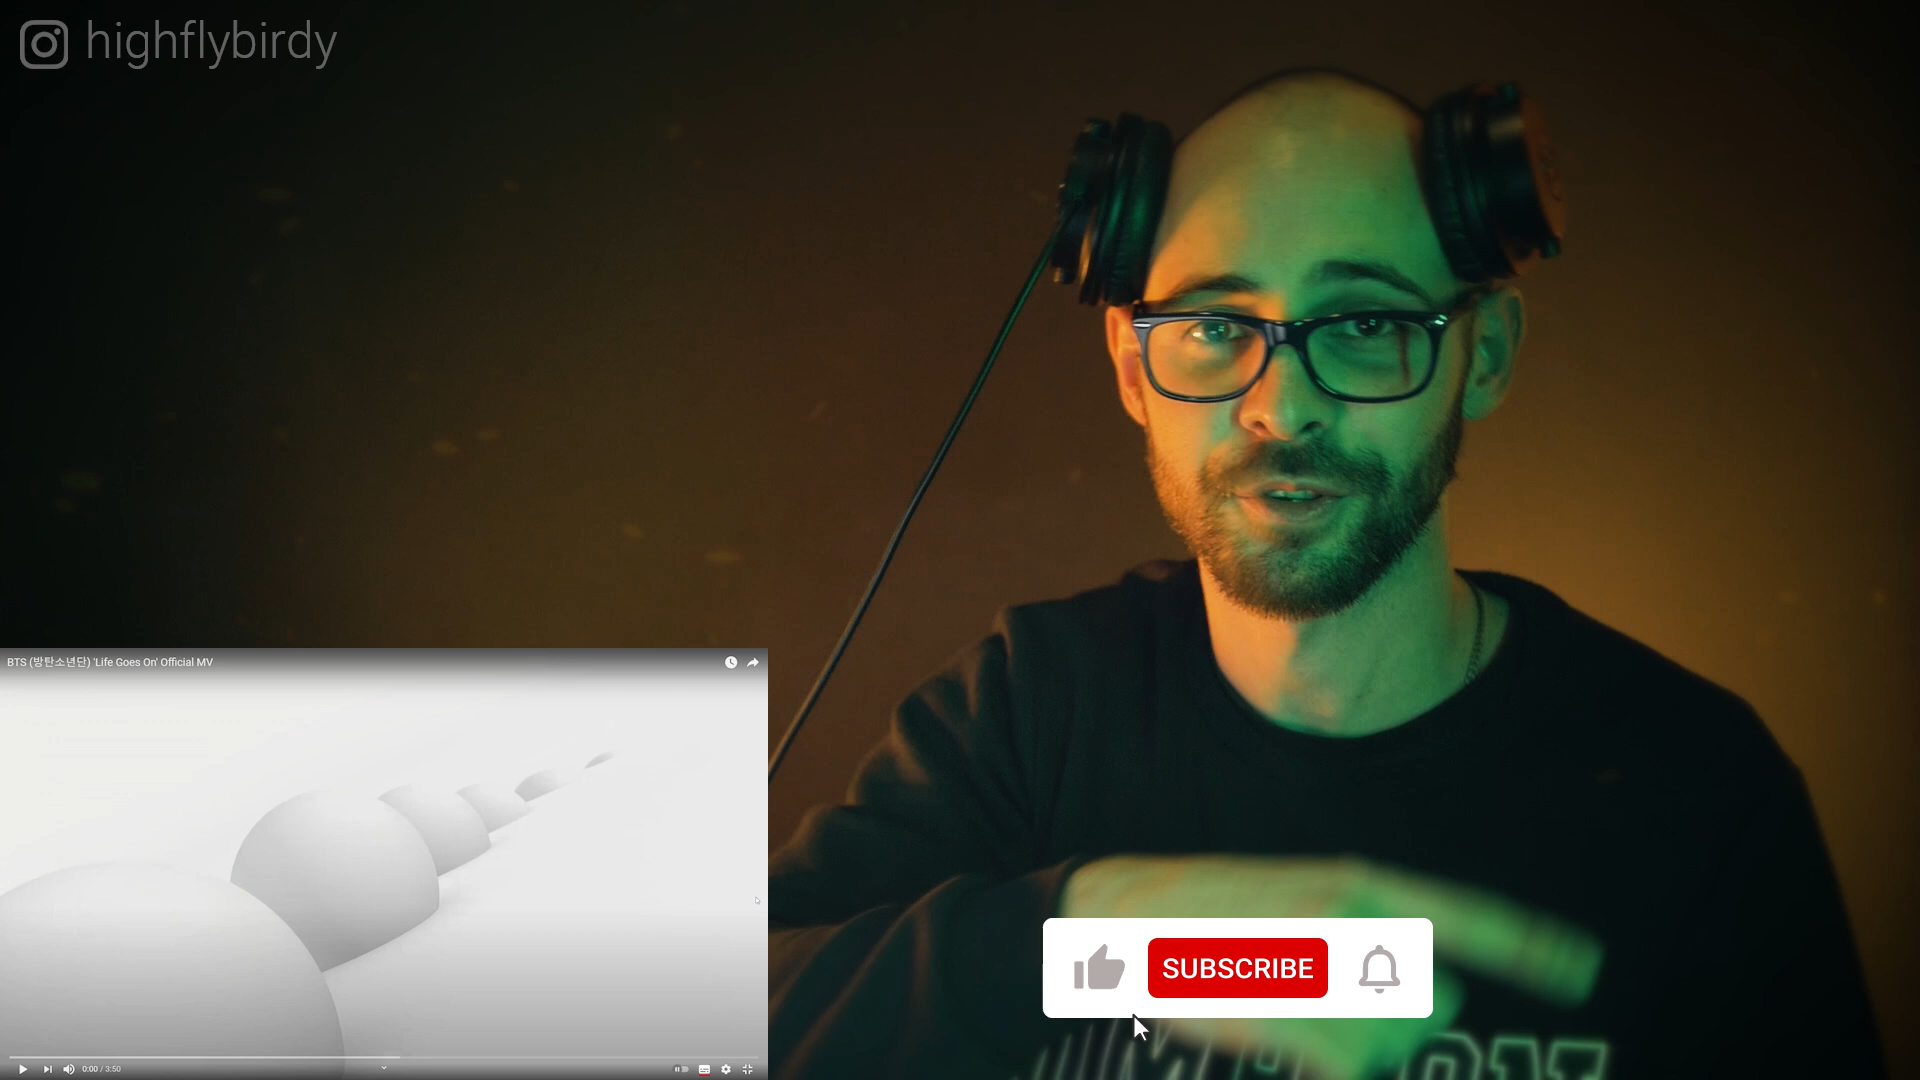 highflybirdy
BTS (방탄소년단) 'Life Goes On' Official MV
0:00 / 3:50
SUBSCRIBE